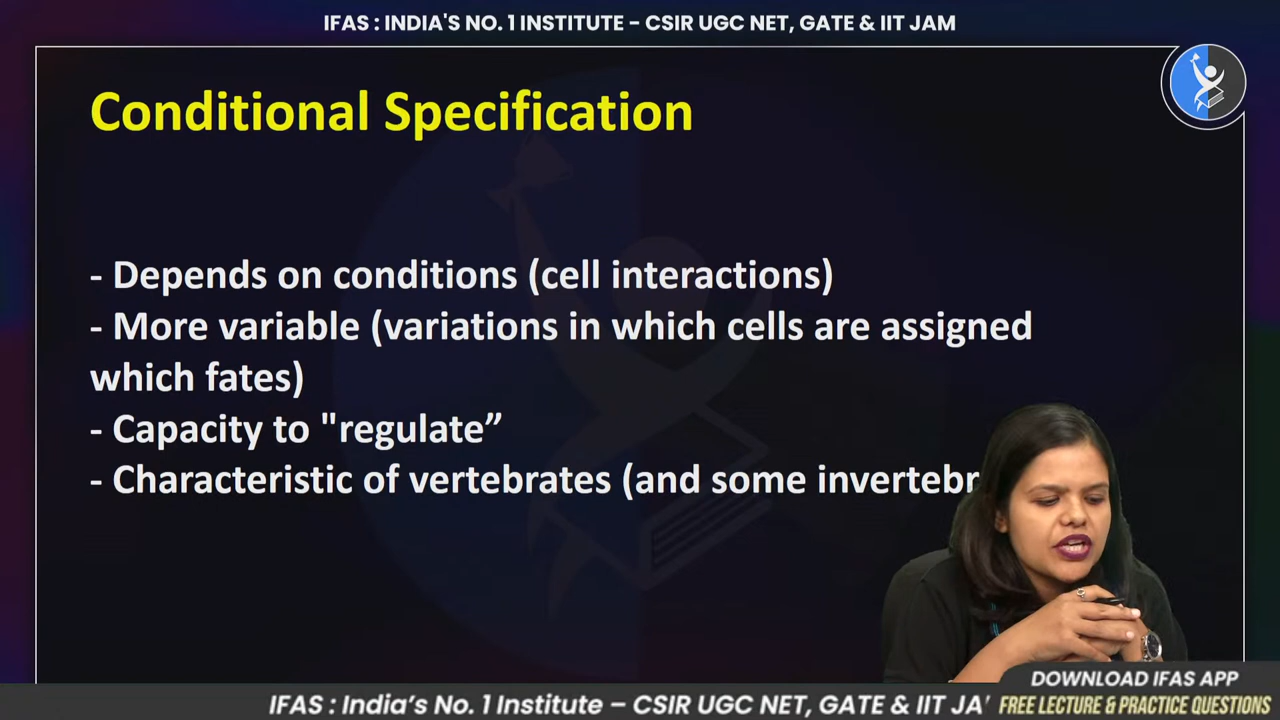 IFAS : INDIA'S NO. 1 INSTITUTE – CSIR UGC NET, GATE & IIT JAM
Conditional Specification
- Depends on conditions (cell interactions)
- More variable (variations in which cells are assigned
which fates)
- Capacity to "regulate”
- Characteristic of vertebrates (and some invertebr
DOWNLOAD IFAS APP
IFAS : India’s No. 1 Institute – CSIR UGC NET, GATE & IIT JA
FREE LECTURE & PRACTICE QUESTIONS